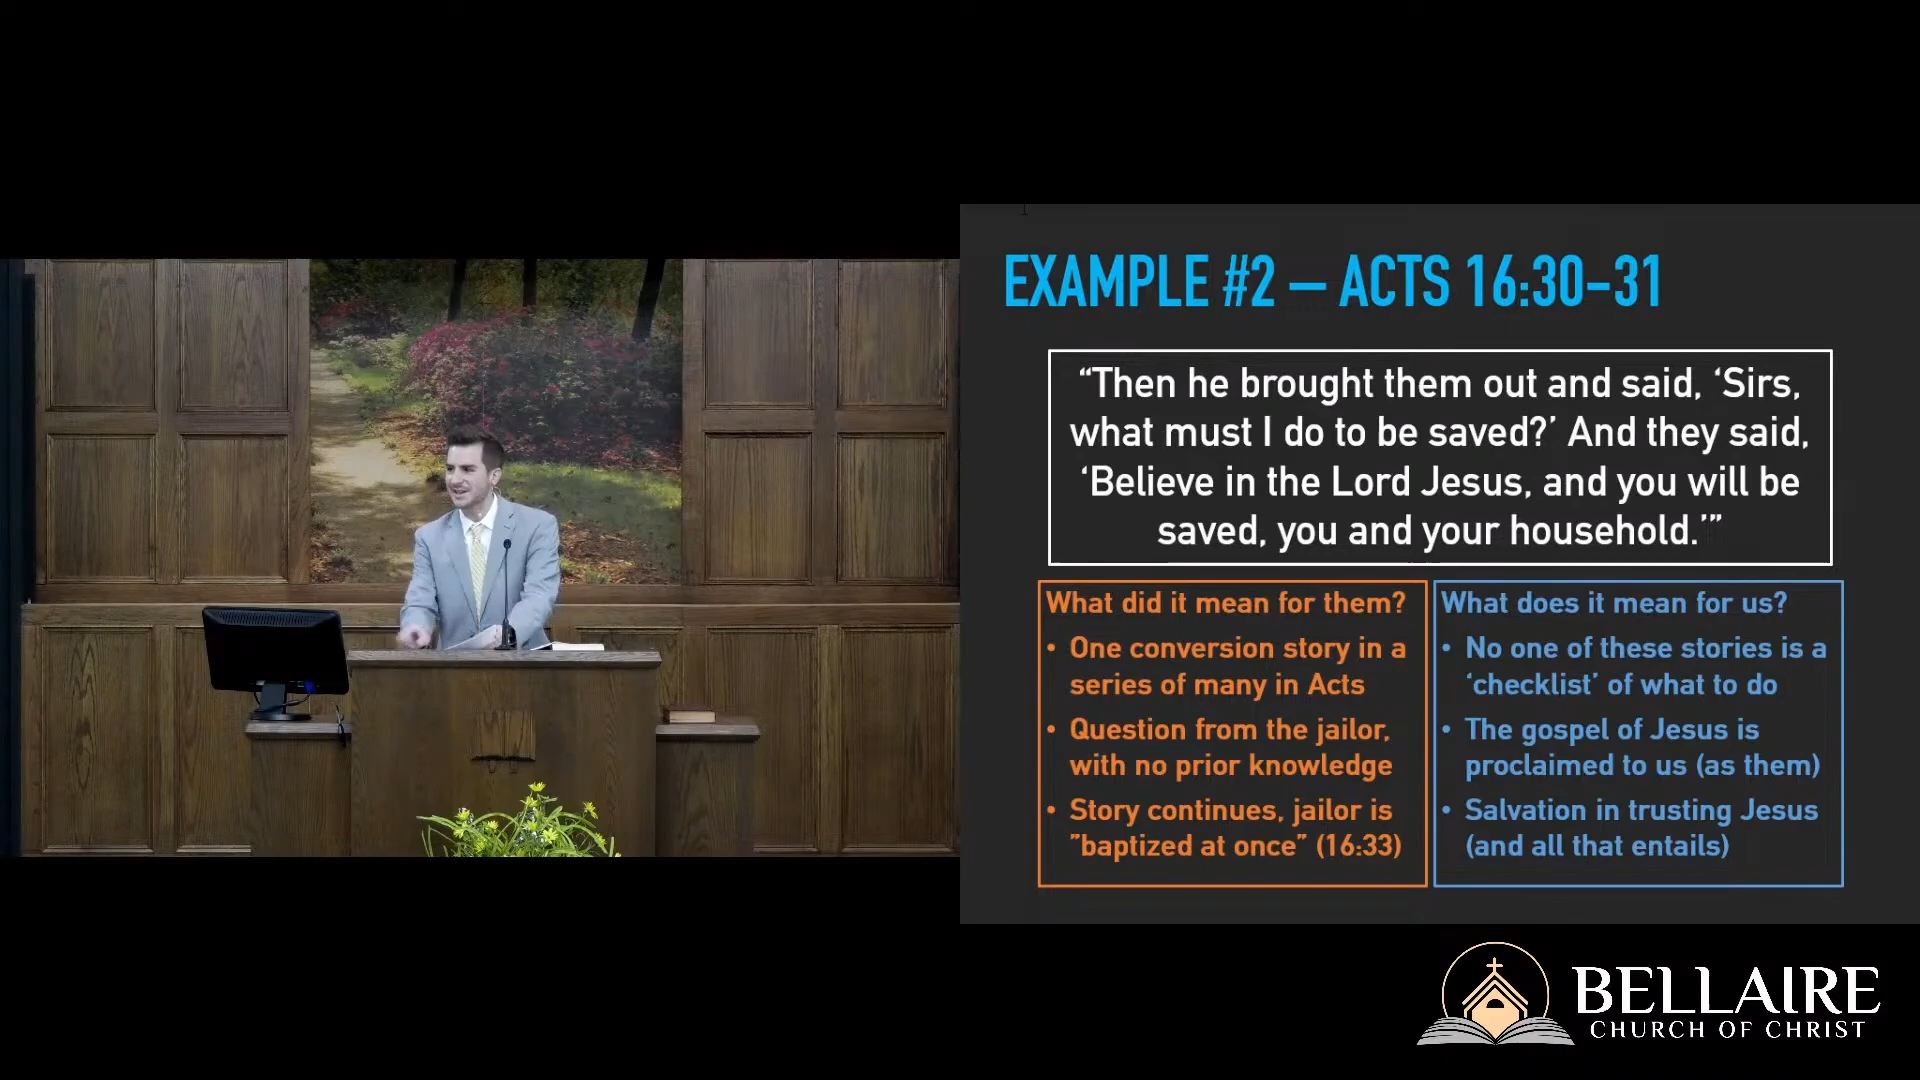 EXAMPLE #2 – ACTS 16:30-31
“Then he brought them out and said, ‘Sirs,
what must I do to be saved?’ And they said,
‘Believe in the Lord Jesus, and you will be
saved, you and your household.’”
What did it mean for them?
• One conversion story in a
series of many in Acts
• Question from the jailor,
with no prior knowledge
• Story continues, jailor is
”baptized at once” (16:33)
What does it mean for us?
• No one of these stories is a
‘checklist’ of what to do
• The gospel of Jesus is
proclaimed to us (as them)
• Salvation in trusting Jesus
(and all that entails)
BELLAIRE
CHURCH OF CHRIST